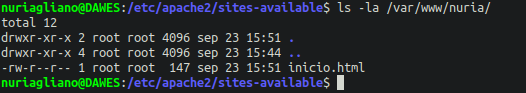 nuriagliano@DAWES:/etc/apache2/sites-available$ ls -la /var/www/nuria/
total 12
drwxr-xr-x 2 root root 4096 sep 23 15:51 .
drwxr-xr-x 4 root root 4096 sep 23 15:44 ..
-rw-r--r-- 1 root root  147 sep 23 15:51 inicio.html
nuriagliano@DAWES:/etc/apache2/sites-available$